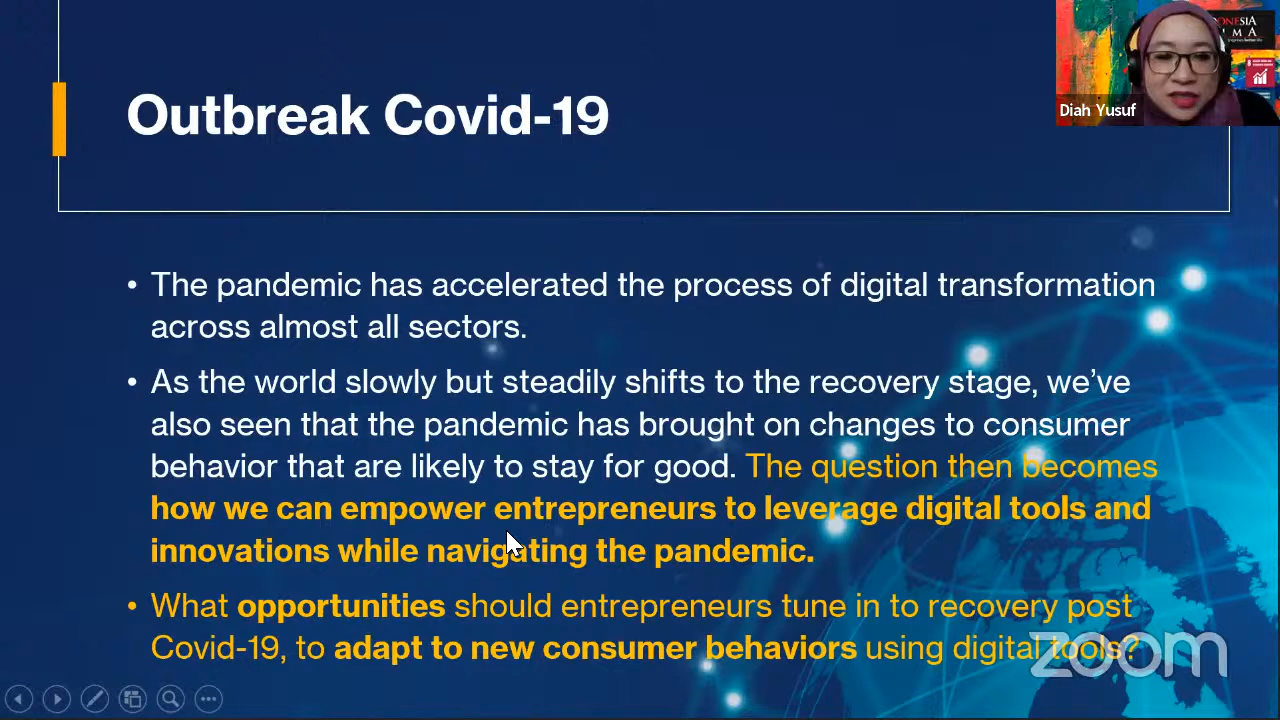 Outbreak Covid-19
Diah Yusuf
• The pandemic has accelerated the process of digital transformation
across almost all sectors.
• As the world slowly but steadily shifts to the recovery stage, we’ve
also seen that the pandemic has brought on changes to consumer
behavior that are likely to stay for good. The question then becomes
how we can empower entrepreneurs to leverage digital tools and
innovations while navigating the pandemic.
• What opportunities should entrepreneurs tune in to recovery post
Covid-19, to adapt to new consumer behaviors using digital tools?
zoom